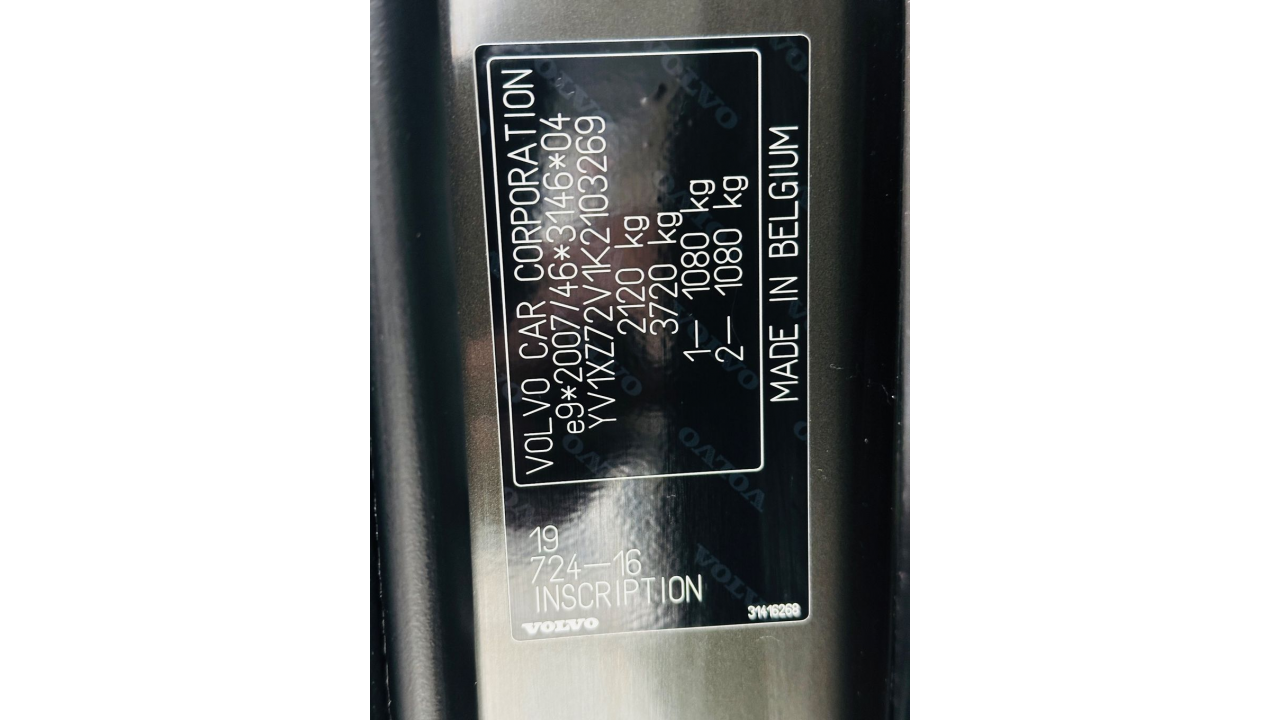 VOLVO CAR CORPORATION
e9*2007/46*3146*04
YV1XZ72V1K2103269
2120 kg
3720 kg
1— 1080 kg
2— 1080 kg
MADE IN BELGIUM
19
724—16
INSCRIPTION
VOLVO
31416268